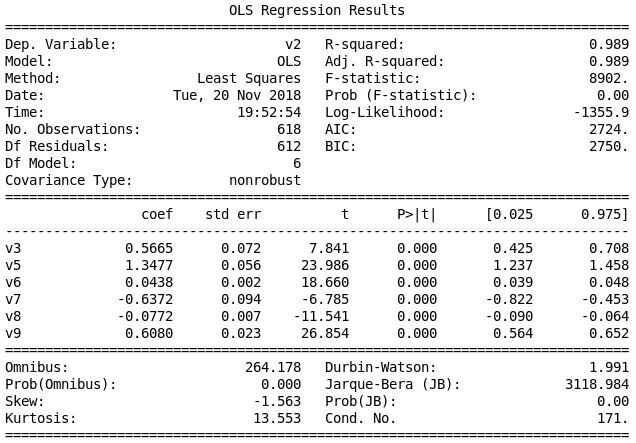 OLS Regression Results
==============================================================================
Dep. Variable:                     v2   R-squared:                       0.989
Model:                            OLS   Adj. R-squared:                  0.989
Method:                 Least Squares   F-statistic:                     8902.
Date:                Tue, 20 Nov 2018   Prob (F-statistic):               0.00
Time:                        19:52:54   Log-Likelihood:                -1355.9
No. Observations:                 618   AIC:                             2724.
Df Residuals:                     612   BIC:                             2750.
Df Model:                           6
Covariance Type:            nonrobust
==============================================================================
                 coef    std err          t      P>|t|      [0.025      0.975]
------------------------------------------------------------------------------
v3             0.5665      0.072      7.841      0.000       0.425       0.708
v5             1.3477      0.056     23.986      0.000       1.237       1.458
v6             0.0438      0.002     18.660      0.000       0.039       0.048
v7            -0.6372      0.094     -6.785      0.000      -0.822      -0.453
v8            -0.0772      0.007    -11.541      0.000      -0.090      -0.064
v9             0.6080      0.023     26.854      0.000       0.564       0.652
==============================================================================
Omnibus:                      264.178   Durbin-Watson:                   1.991
Prob(Omnibus):                  0.000   Jarque-Bera (JB):             3118.984
Skew:                          -1.563   Prob(JB):                         0.00
Kurtosis:                      13.553   Cond. No.                         171.
==============================================================================